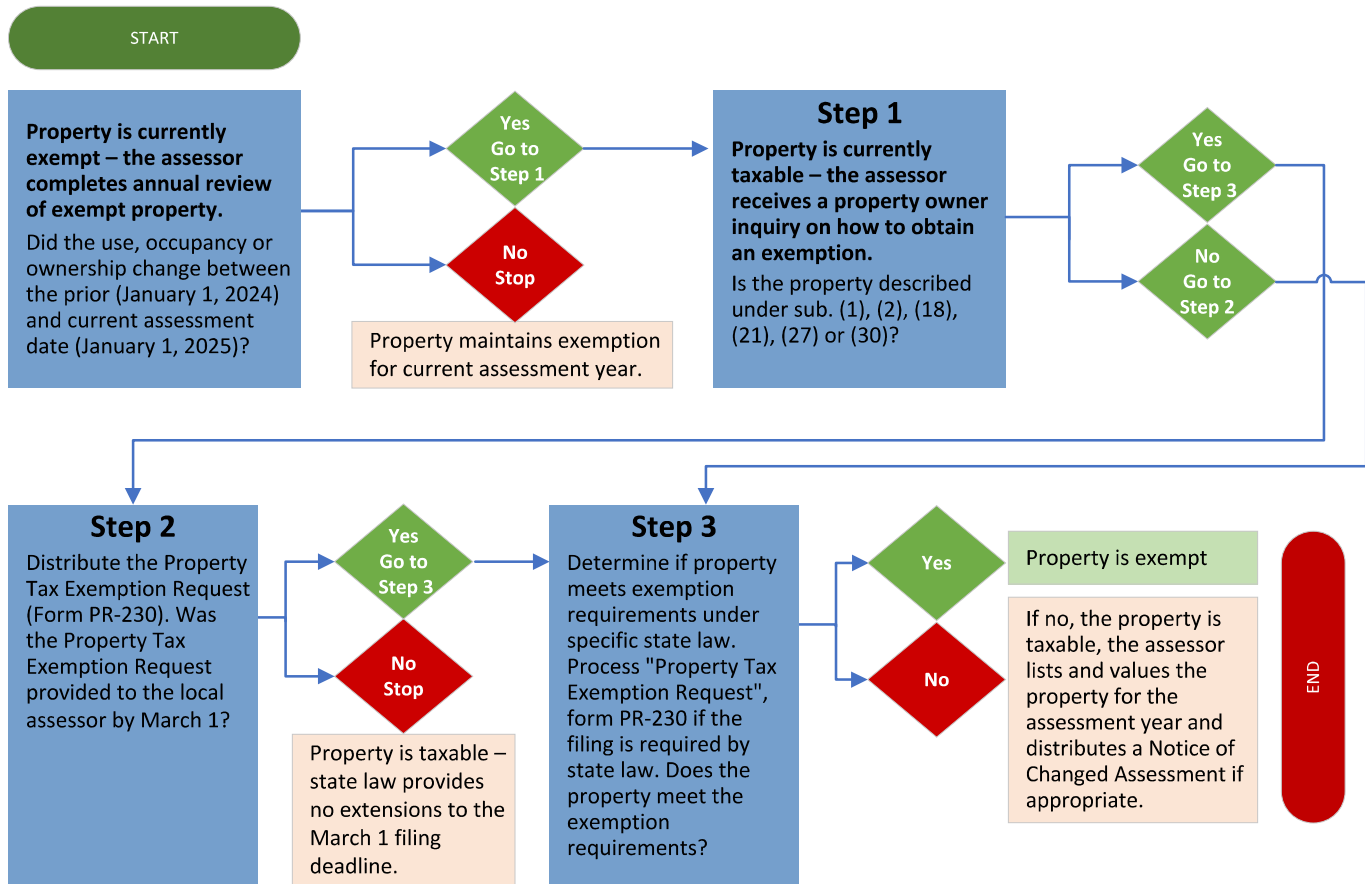 START
Property is currently
exempt – the assessor
completes annual review
of exempt property.
Did the use, occupancy or
ownership change between
the prior (January 1, 2024)
and current assessment
date (January 1, 2025)?
Yes
Go to
Step 1
No
Stop
Property maintains exemption
for current assessment year.
Step 1
Property is currently
taxable – the assessor
receives a property owner
inquiry on how to obtain
an exemption.
Is the property described
under sub. (1), (2), (18),
(21), (27) or (30)?
Yes
Go to
Step 3
No
Go to
Step 2
Step 2
Distribute the Property
Tax Exemption Request
(Form PR-230). Was
the Property Tax
Exemption Request
provided to the local
assessor by March 1?
Yes
Go to
Step 3
No
Stop
Property is taxable –
state law provides
no extensions to the
March 1 filing
deadline.
Step 3
Determine if property
meets exemption
requirements under
specific state law.
Process "Property Tax
Exemption Request",
form PR-230 if the
filing is required by
state law. Does the
property meet the
exemption
requirements?
Yes
No
Property is exempt
If no, the property is
taxable, the assessor
lists and values the
property for the
assessment year and
distributes a Notice of
Changed Assessment if
appropriate.
END